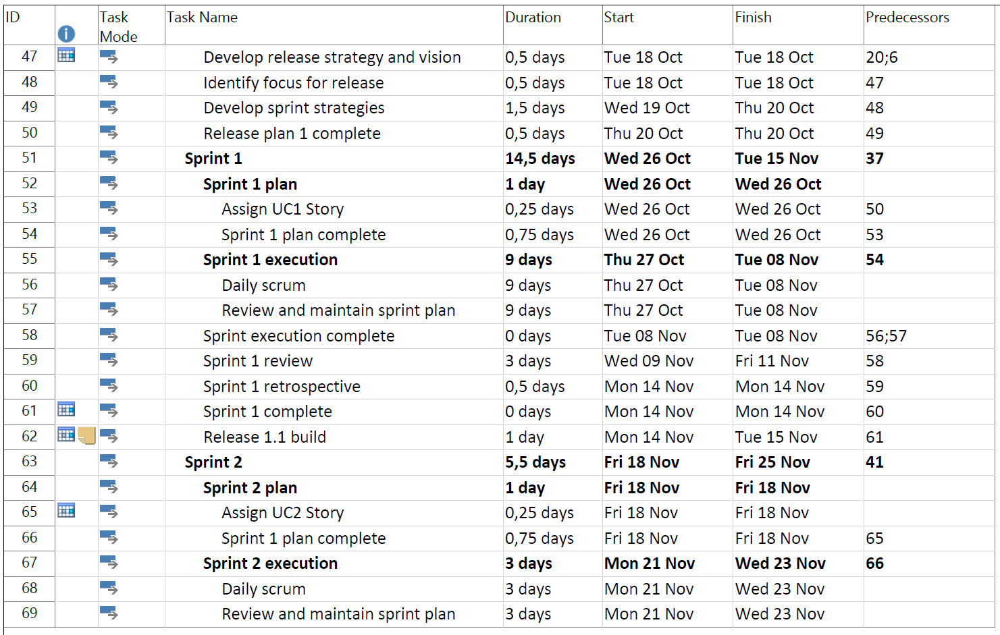 ID Task Mode Task Name Duration Start Finish Predecessors
47 Develop release strategy and vision 0,5 days Tue 18 Oct Tue 18 Oct 20;6
48 Identify focus for release 0,5 days Tue 18 Oct Tue 18 Oct 47
49 Develop sprint strategies 1,5 days Wed 19 Oct Thu 20 Oct 48
50 Release plan 1 complete 0,5 days Thu 20 Oct Thu 20 Oct 49
51 Sprint 1 14,5 days Wed 26 Oct Tue 15 Nov 37
52 Sprint 1 plan 1 day Wed 26 Oct Wed 26 Oct
53 Assign UC1 Story 0,25 days Wed 26 Oct Wed 26 Oct 50
54 Sprint 1 plan complete 0,75 days Wed 26 Oct Wed 26 Oct 53
55 Sprint 1 execution 9 days Thu 27 Oct Tue 08 Nov 54
56 Daily scrum 9 days Thu 27 Oct Tue 08 Nov
57 Review and maintain sprint plan 9 days Thu 27 Oct Tue 08 Nov
58 Sprint execution complete 0 days Tue 08 Nov Tue 08 Nov 56;57
59 Sprint 1 review 3 days Wed 09 Nov Fri 11 Nov 58
60 Sprint 1 retrospective 0,5 days Mon 14 Nov Mon 14 Nov 59
61 Sprint 1 complete 0 days Mon 14 Nov Mon 14 Nov 60
62 Release 1.1 build 1 day Mon 14 Nov Tue 15 Nov 61
63 Sprint 2 5,5 days Fri 18 Nov Fri 25 Nov 41
64 Sprint 2 plan 1 day Fri 18 Nov Fri 18 Nov
65 Assign UC2 Story 0,25 days Fri 18 Nov Fri 18 Nov
66 Sprint 1 plan complete 0,75 days Fri 18 Nov Fri 18 Nov 65
67 Sprint 2 execution 3 days Mon 21 Nov Wed 23 Nov 66
68 Daily scrum 3 days Mon 21 Nov Wed 23 Nov
69 Review and maintain sprint plan 3 days Mon 21 Nov Wed 23 Nov